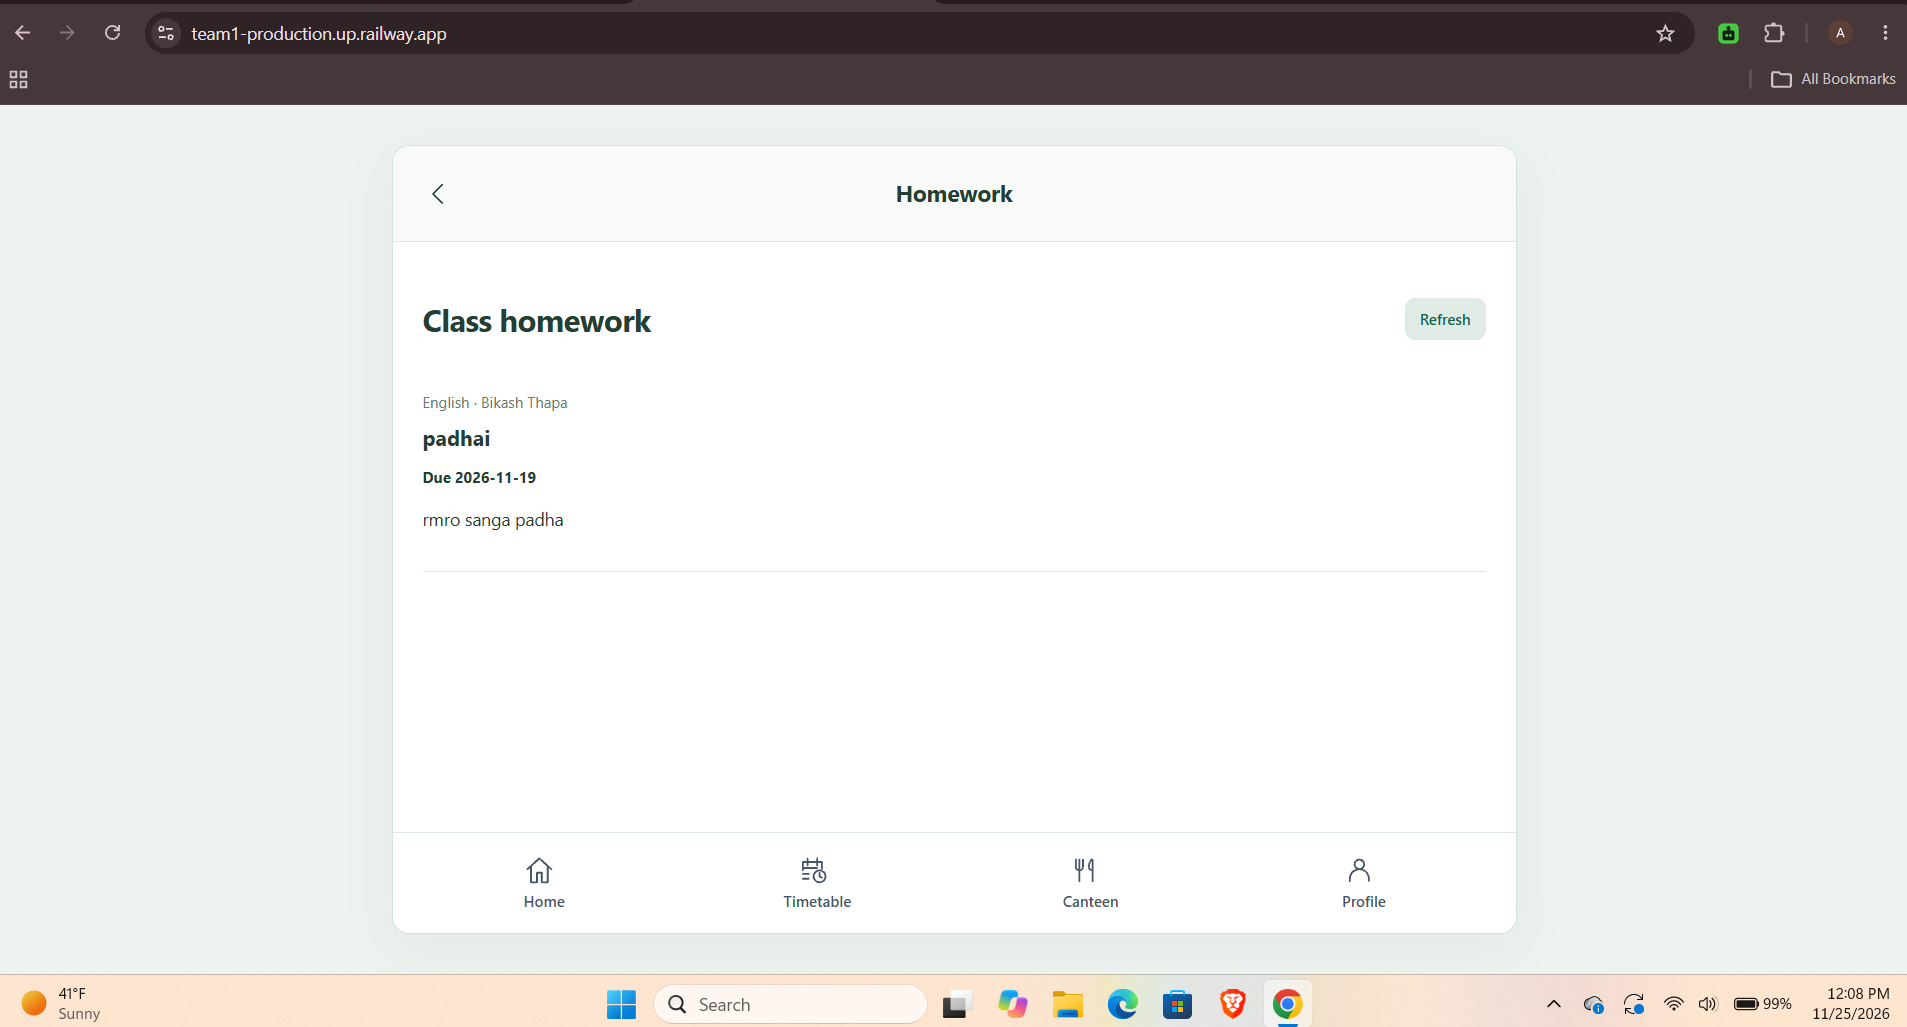 team1-production.up.railway.app
A
All Bookmarks
Homework
Class homework
Refresh
English · Bikash Thapa
padhai
Due 2026-11-19
rmro sanga padha
Home
Timetable
Canteen
Profile
41°F
Sunny
Search
99%
12:08 PM
11/25/2026